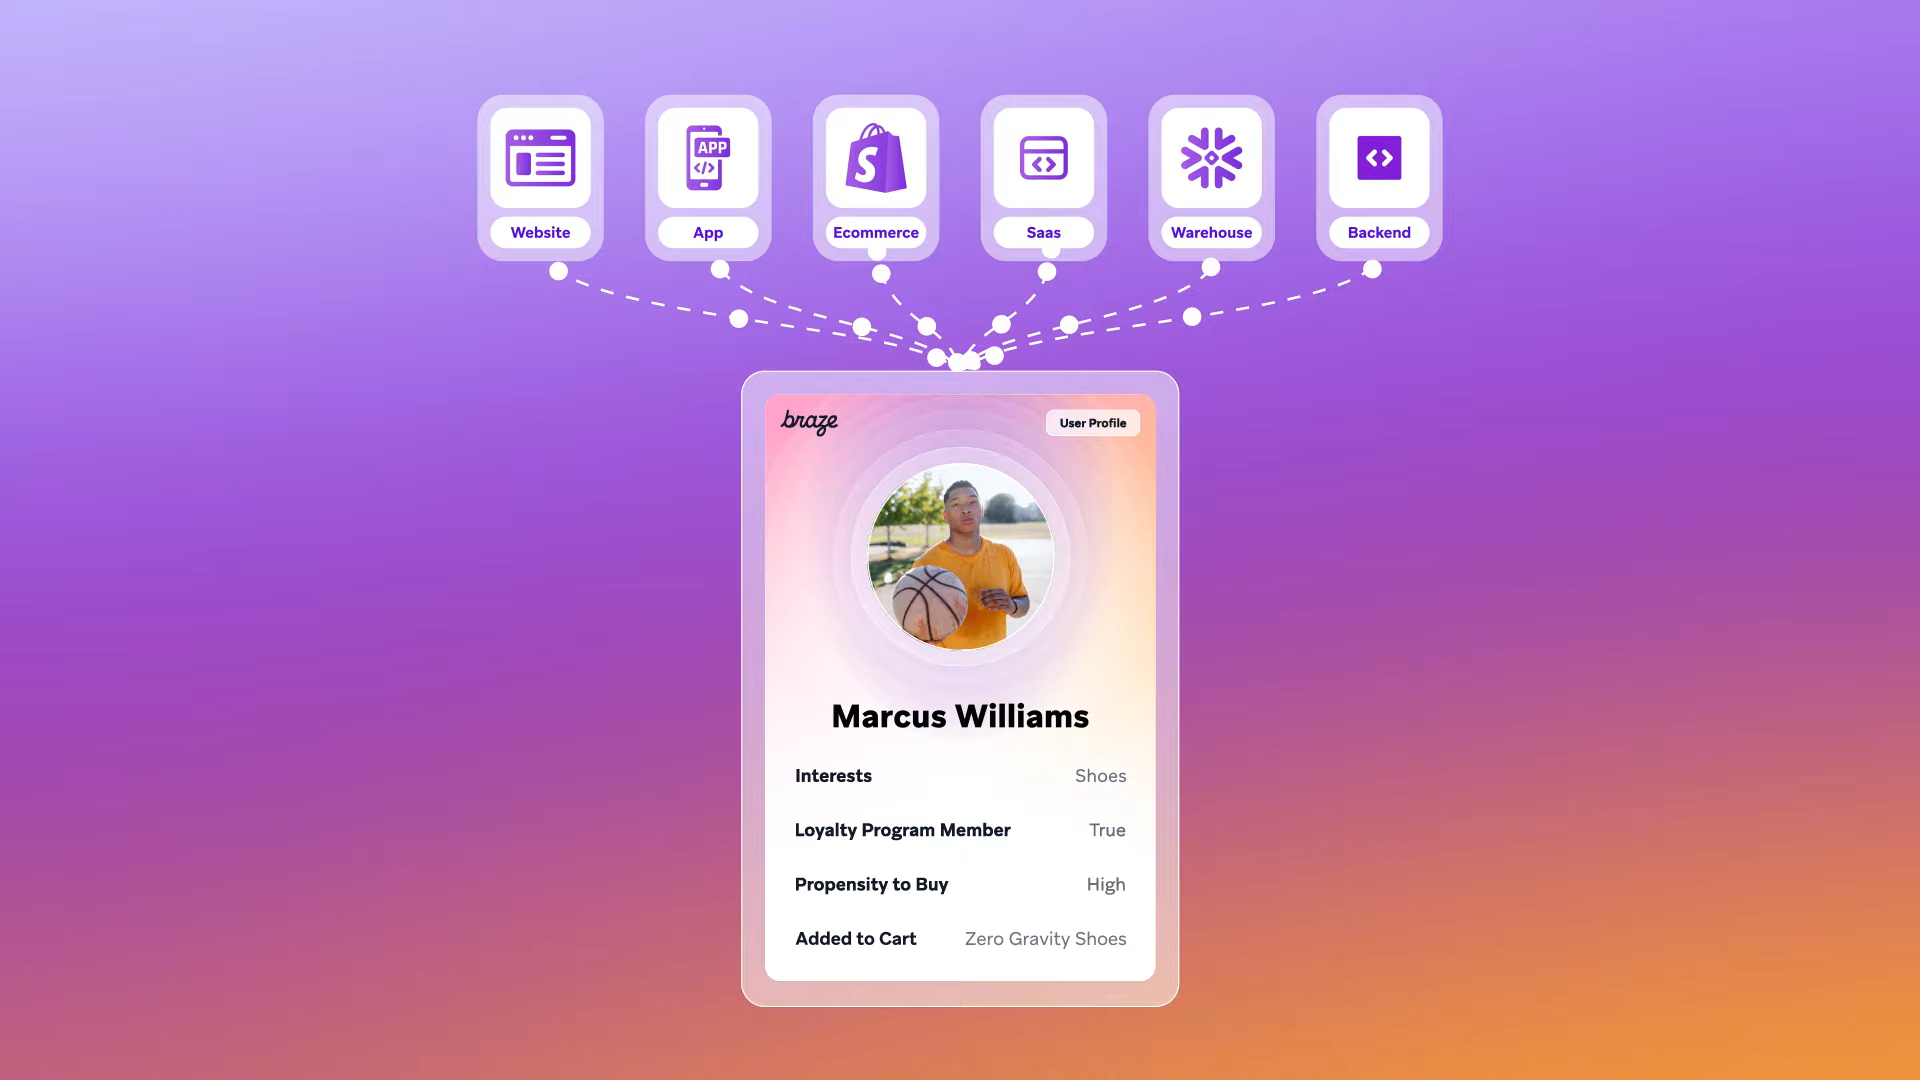 APP
</>
S
Website
App
Ecommerce
Saas
Warehouse
Backend
braze
User Profile
Marcus Williams
Interests Shoes
Loyalty Program Member True
Propensity to Buy High
Added to Cart Zero Gravity Shoes